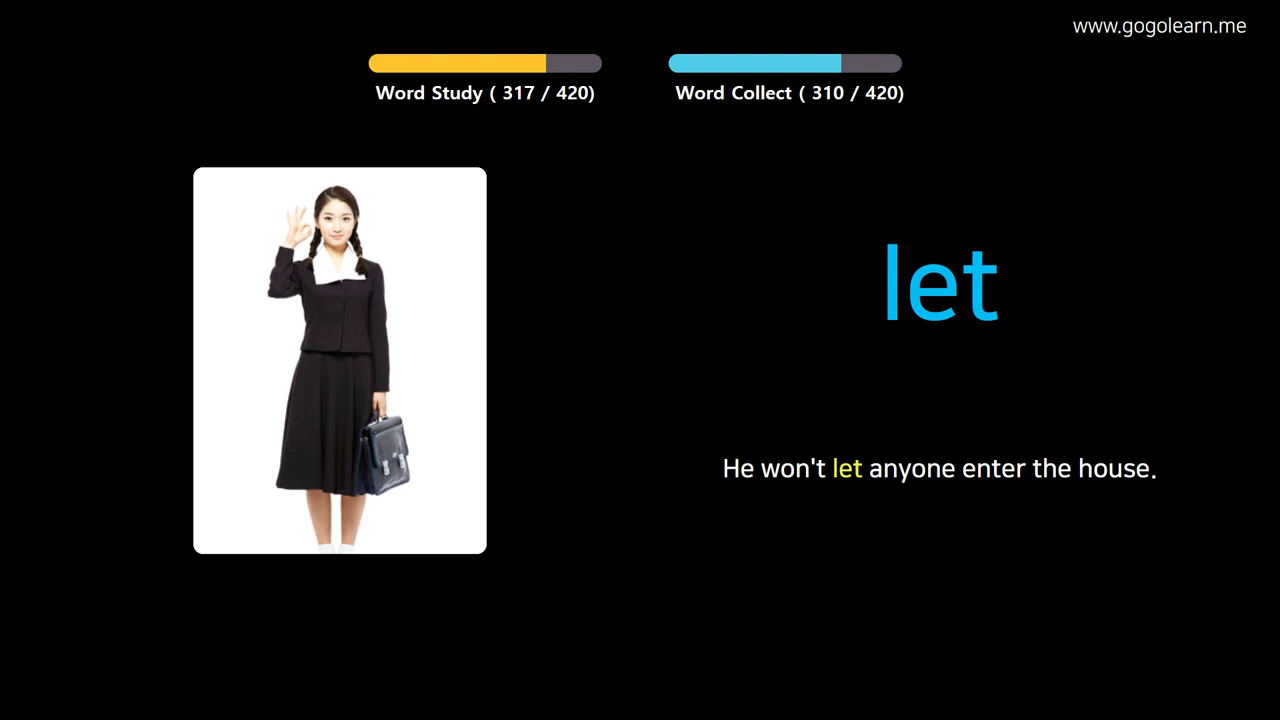 www.gogolearn.me
Word Study ( 317 / 420)
Word Collect ( 310 / 420)
let
He won't let anyone enter the house.